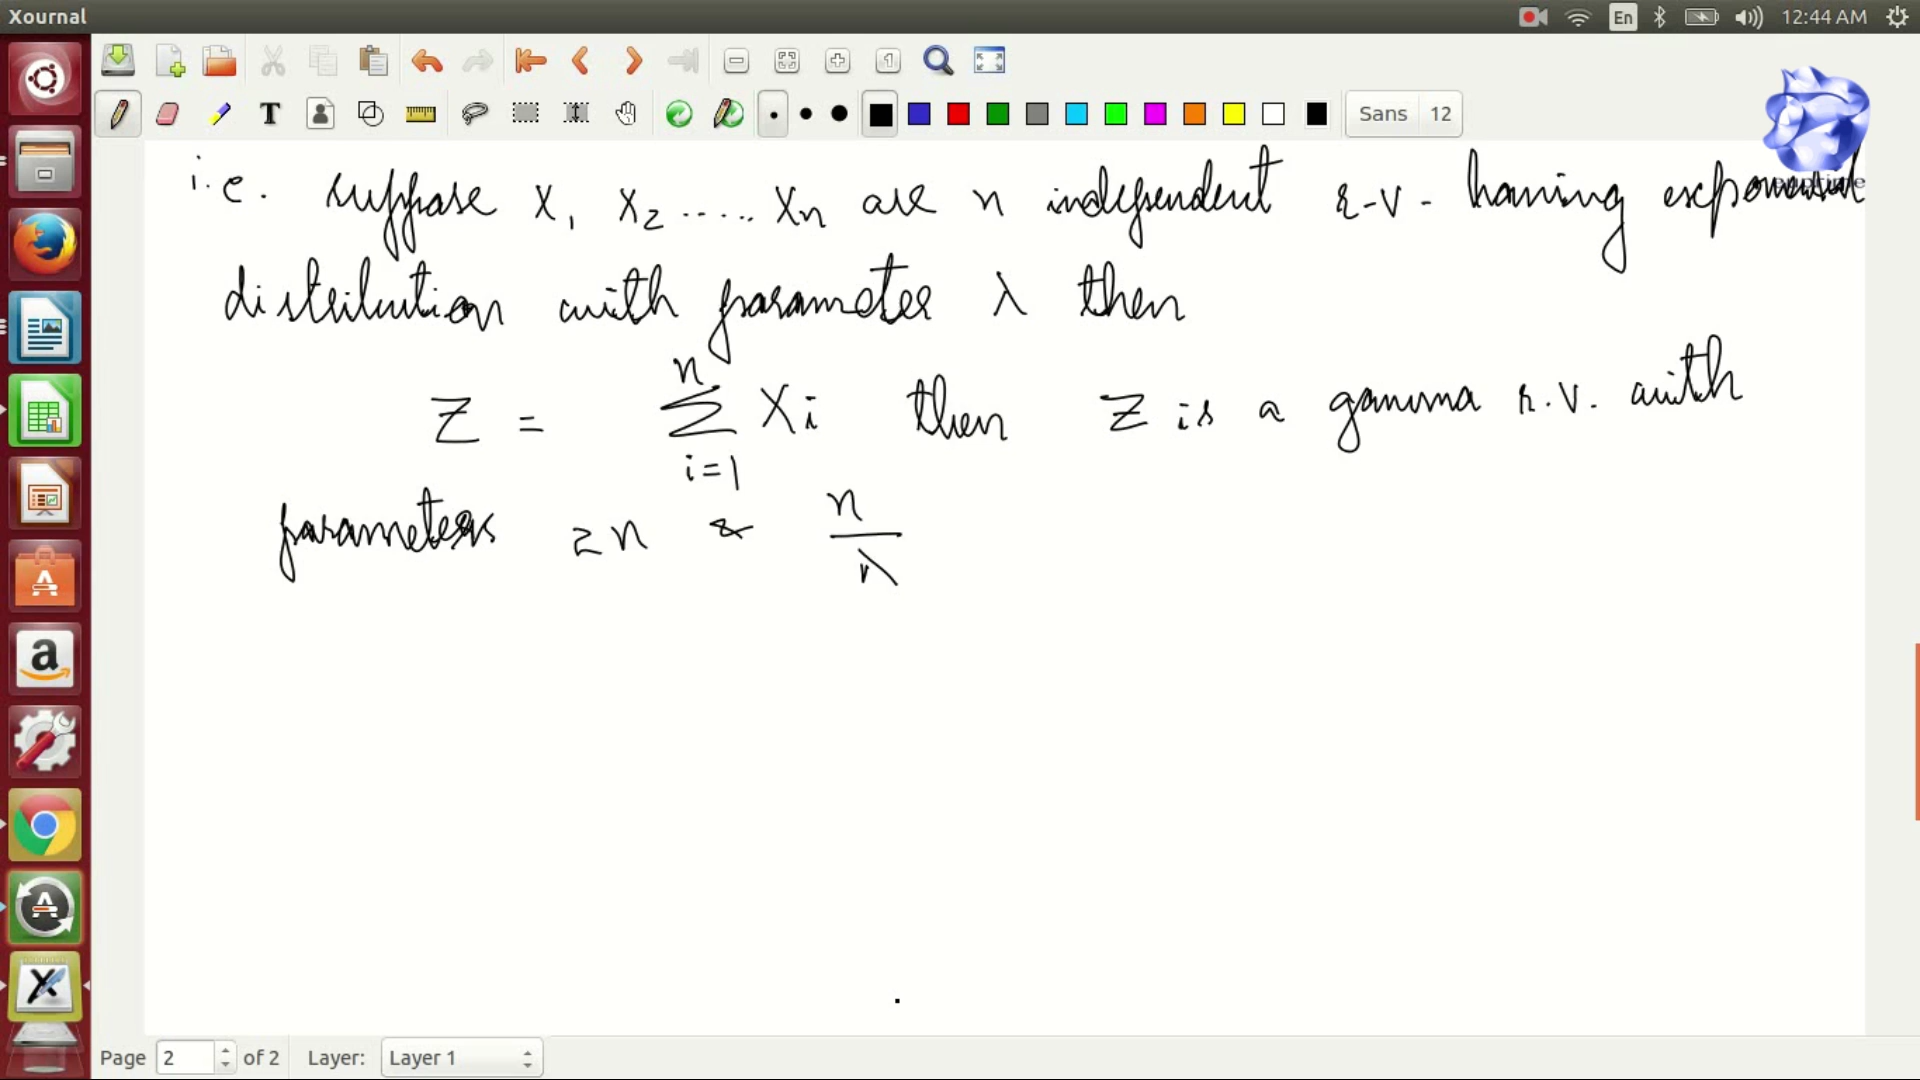 Xournal
En
12:44 AM
Sans 12
i.e. suppose X1 X2 ..... Xn are n independent r-v. having exponential
distribution with parameter λ then
Z = n∑i=1 Xi then Z is a gamma r.v. with
parameters 2n & n/λ
Page 2 of 2 Layer: Layer 1